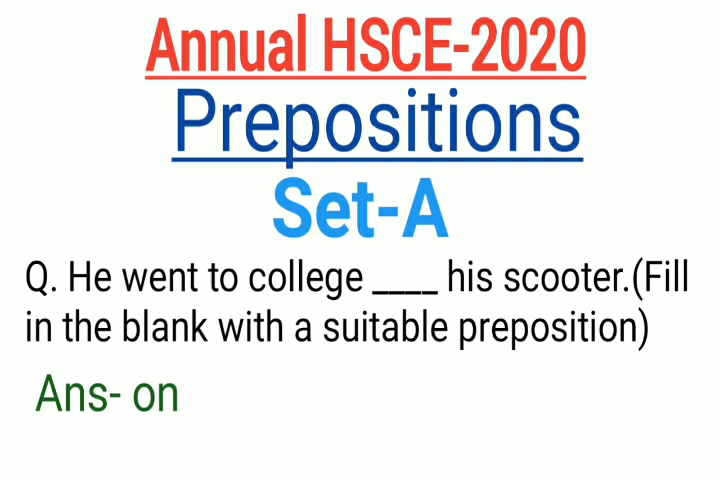 Annual HSCE-2020
Prepositions
Set-A
Q. He went to college ____ his scooter.(Fill
in the blank with a suitable preposition)
Ans- on